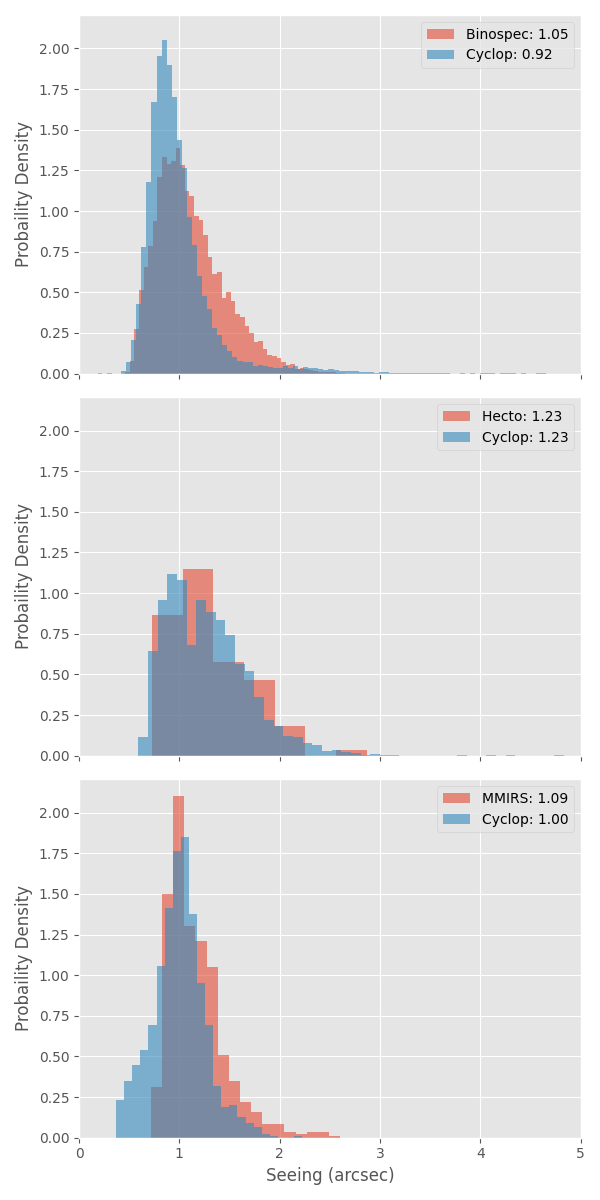 2.00
1.75
1.50
1.25
1.00
0.75
0.50
0.25
0.00
Probaility Density
Binospec: 1.05
Cyclop: 0.92
2.00
1.75
1.50
1.25
1.00
0.75
0.50
0.25
0.00
Probaility Density
Hecto: 1.23
Cyclop: 1.23
2.00
1.75
1.50
1.25
1.00
0.75
0.50
0.25
0.00
Probaility Density
MMIRS: 1.09
Cyclop: 1.00
0 1 2 3 4 5
Seeing (arcsec)